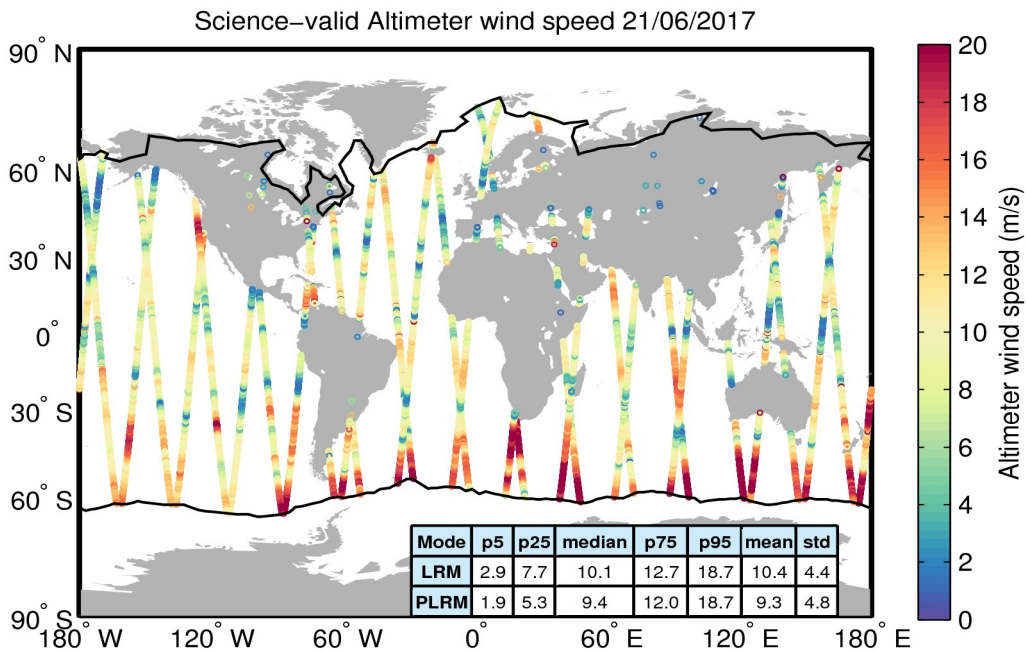 Science−valid Altimeter wind speed 21/06/2017
90° N
60° N
30° N
0°
30° S
60° S
90° S
180° W
120° W
60° W
0°
60° E
120° E
180° E
Mode p5 p25 median p75 p95 mean std
LRM 2.9 7.7 10.1 12.7 18.7 10.4 4.4
PLRM 1.9 5.3 9.4 12.0 18.7 9.3 4.8
20
18
16
14
12
10
8
6
4
2
0
Altimeter wind speed (m/s)